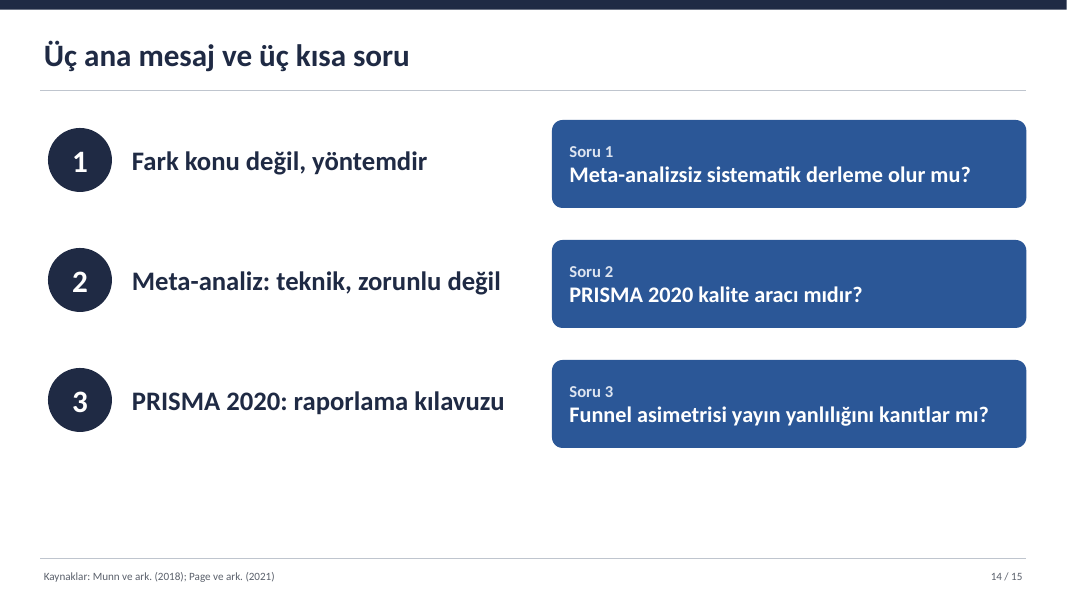 Üç ana mesaj ve üç kısa soru
1
Fark konu değil, yöntemdir
Soru 1
Meta-analizsiz sistematik derleme olur mu?
2
Meta-analiz: teknik, zorunlu değil
Soru 2
PRISMA 2020 kalite aracı mıdır?
3
PRISMA 2020: raporlama kılavuzu
Soru 3
Funnel asimetrisi yayın yanlılığını kanıtlar mı?
Kaynaklar: Munn ve ark. (2018); Page ve ark. (2021)
14 / 15